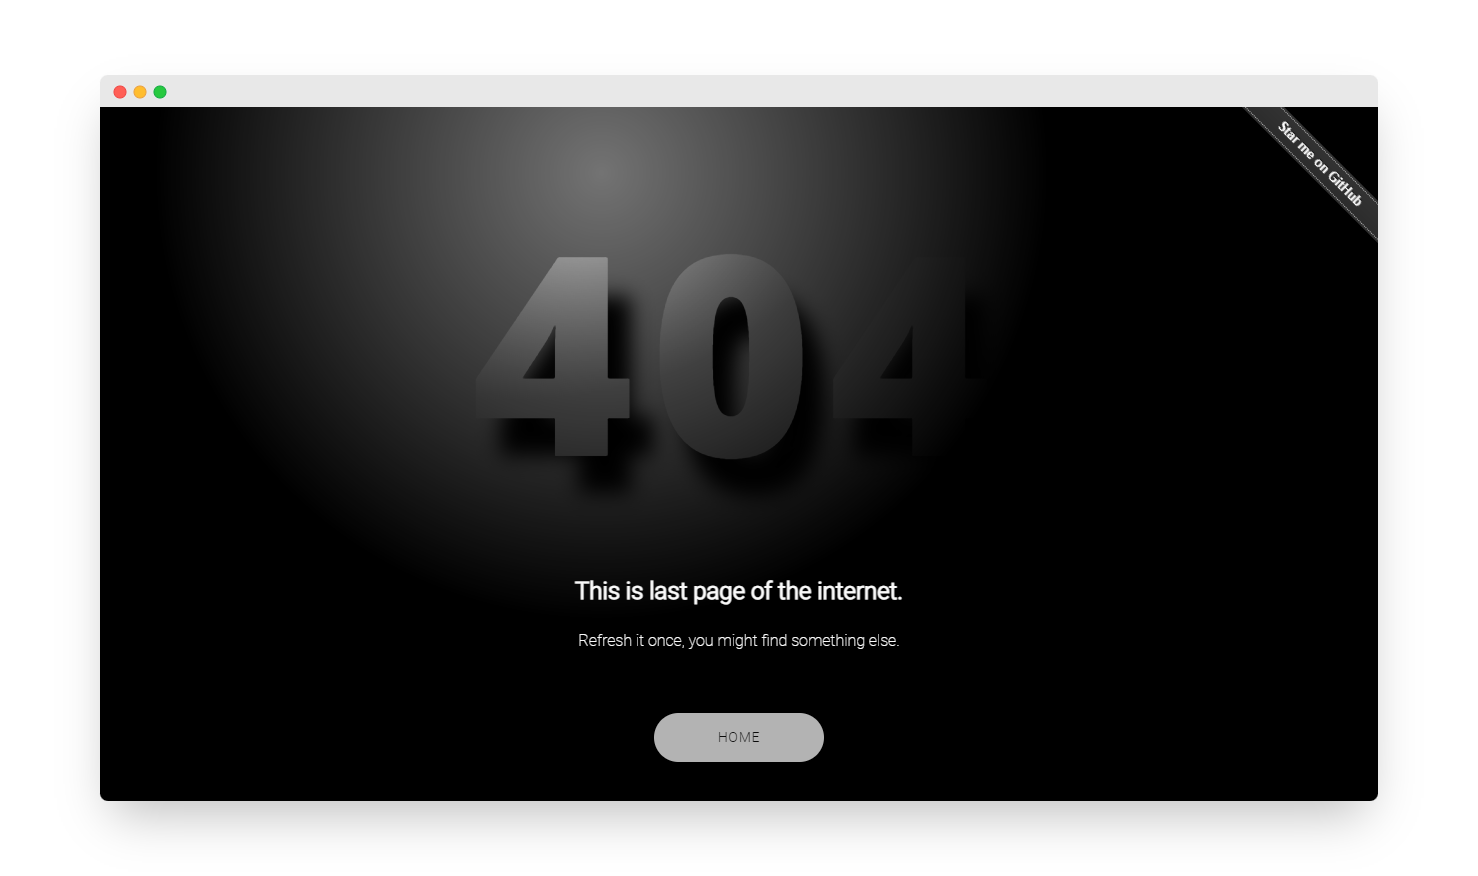 Star me on GitHub
404
This is last page of the internet.
Refresh it once, you might find something else.
HOME